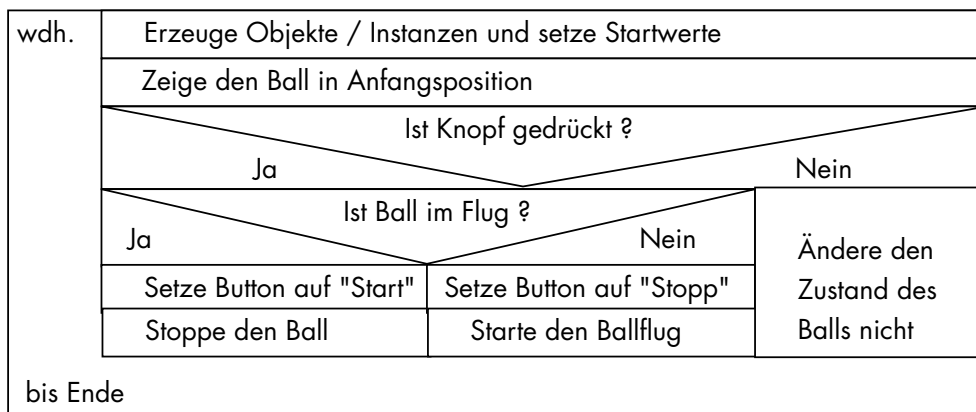 wdh.
Erzeuge Objekte / Instanzen und setze Startwerte
Zeige den Ball in Anfangsposition
Ist Knopf gedrückt ?
Ja
Nein
Ist Ball im Flug ?
Ja
Nein
Setze Button auf "Start"
Setze Button auf "Stopp"
Stoppe den Ball
Starte den Ballflug
Ändere den
Zustand des
Balls nicht
bis Ende